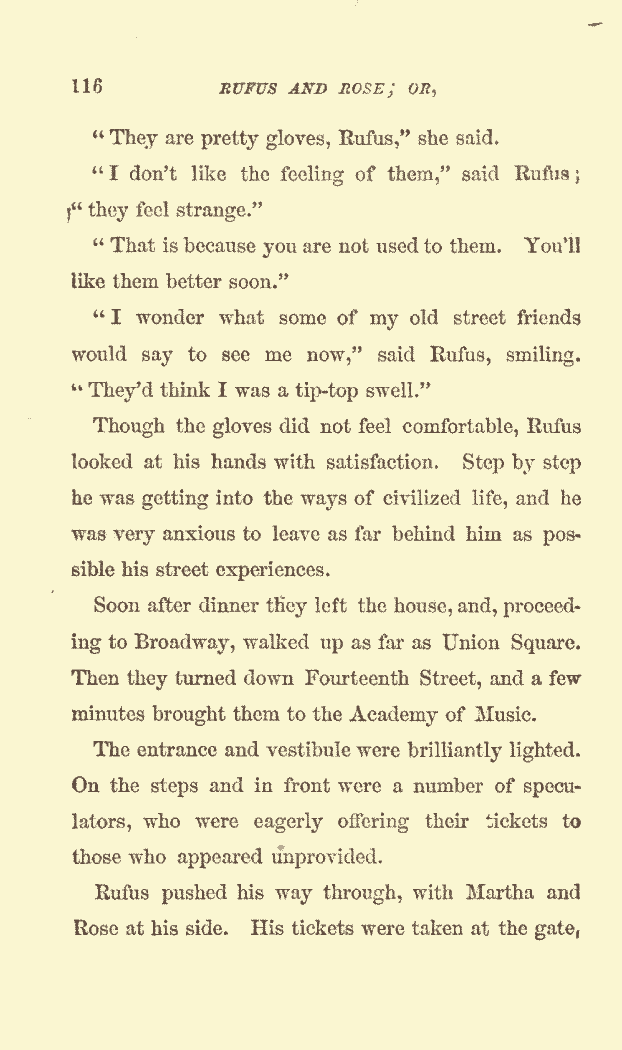 116 RUFUS AND ROSE; OR,
“They are pretty gloves, Rufus,” she said.
“I don’t like the feeling of them,” said Rufus;
“they feel strange.”
“That is because you are not used to them. You’ll
like them better soon.”
“I wonder what some of my old street friends
would say to see me now,” said Rufus, smiling.
“They’d think I was a tip-top swell.”
Though the gloves did not feel comfortable, Rufus
looked at his hands with satisfaction. Step by step
he was getting into the ways of civilized life, and he
was very anxious to leave as far behind him as pos-
sible his street experiences.
Soon after dinner they left the house, and, proceed-
ing to Broadway, walked up as far as Union Square.
Then they turned down Fourteenth Street, and a few
minutes brought them to the Academy of Music.
The entrance and vestibule were brilliantly lighted.
On the steps and in front were a number of specu-
lators, who were eagerly offering their tickets to
those who appeared unprovided.
Rufus pushed his way through, with Martha and
Rose at his side. His tickets were taken at the gate,